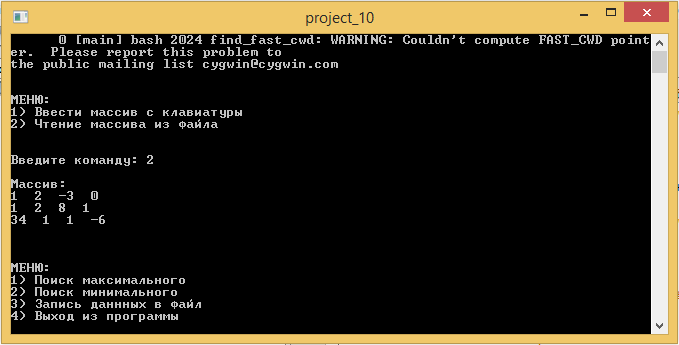 project_10
0 [main] bash 2024 find_fast_cwd: WARNING: Couldn't compute FAST_CWD point
er.  Please report this problem to
the public mailing list cygwin@cygwin.com
МЕНЮ:
1) Ввести массив с клавиатуры
2) Чтение массива из файла
Введите команду: 2
Массив:
1  2  -3  0
1  2  8  1
34  1  1  -6
МЕНЮ:
1) Поиск максимального
2) Поиск минимального
3) Запись даннных в файл
4) Выход из программы